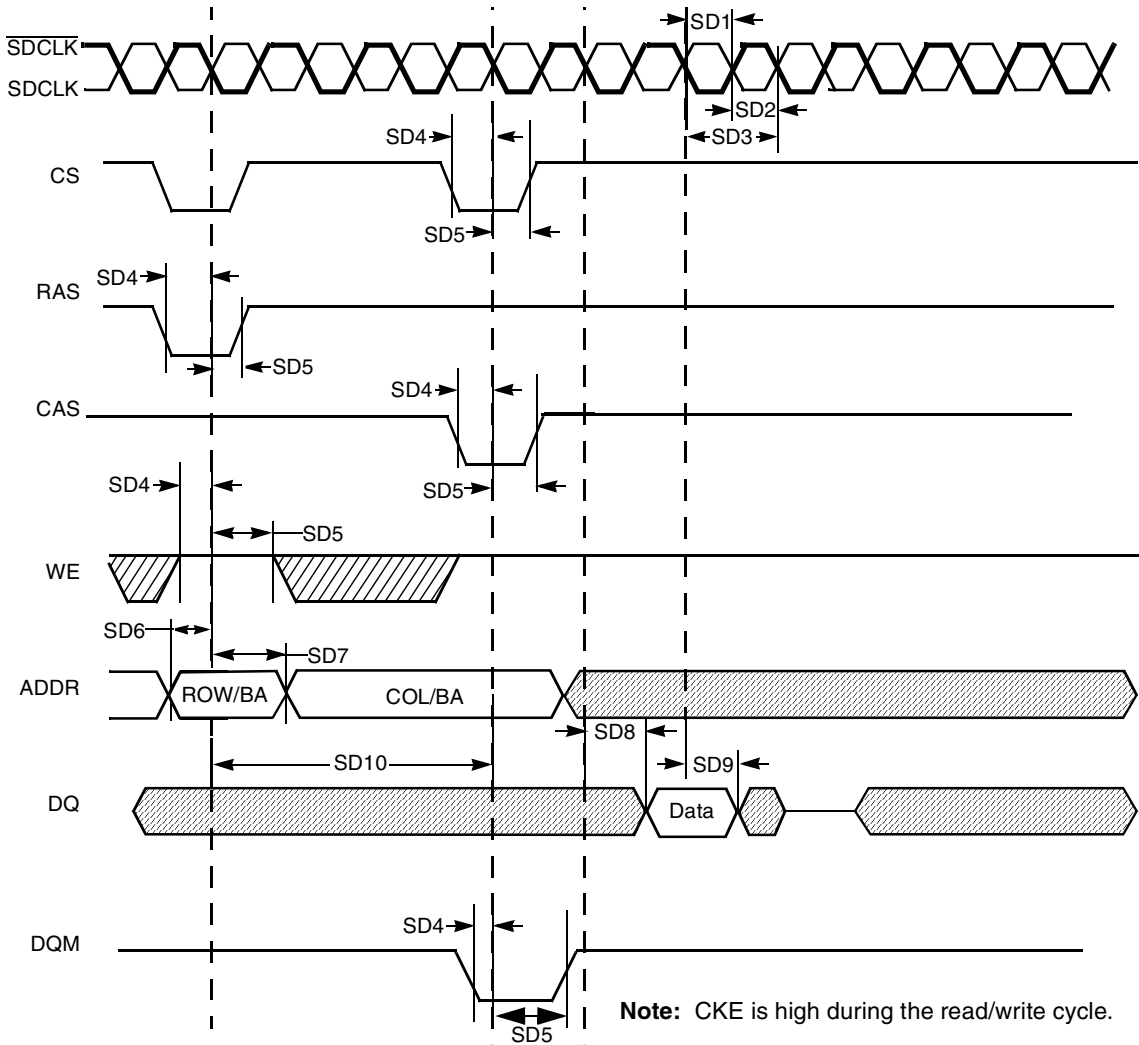 SD1
SDCLK
SDCLK
SD2
SD4
SD3
CS
SD5
SD4
RAS
SD5
SD4
CAS
SD4
SD5
SD5
WE
SD6
SD7
ADDR
ROW/BA
COL/BA
SD8
SD10
SD9
DQ
Data
SD4
DQM
Note: CKE is high during the read/write cycle.
SD5